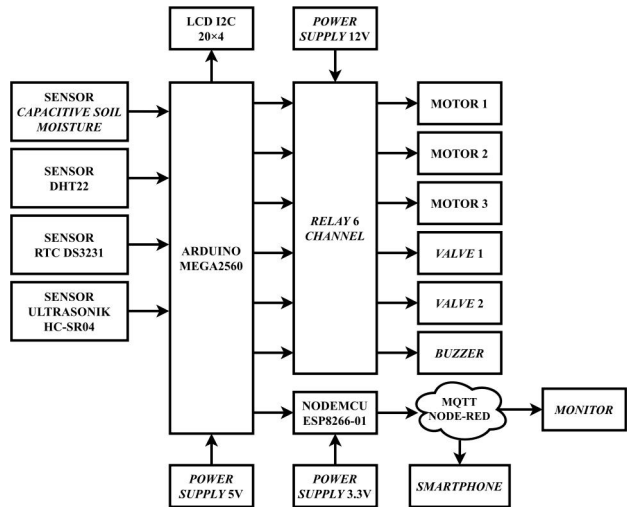 LCD I2C
20×4
POWER
SUPPLY 12V
SENSOR
CAPACITIVE SOIL
MOISTURE
SENSOR
DHT22
SENSOR
RTC DS3231
SENSOR
ULTRASONIK
HC-SR04
ARDUINO
MEGA2560
RELAY 6
CHANNEL
MOTOR 1
MOTOR 2
MOTOR 3
VALVE 1
VALVE 2
BUZZER
NODEMCU
ESP8266-01
MQTT
NODE-RED
MONITOR
POWER
SUPPLY 5V
POWER
SUPPLY 3.3V
SMARTPHONE